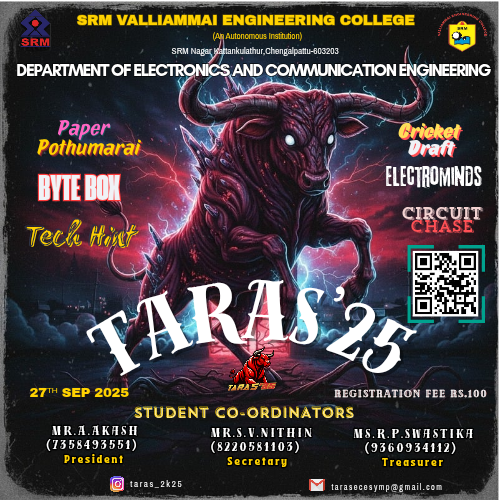 SRM VALLIAMMAI ENGINEERING COLLEGE
(An Autonomous Institution)
SRM Nagar, Kattankulathur, Chengalpattu-603203
SRM
DEPARTMENT OF ELECTRONICS AND COMMUNICATION ENGINEERING
Paper
Pothumarai
BYTE BOX
Tech Hint
Cricket
Draft
ELECTROMINDS
CIRCUIT
CHASE
TARAS'25
TARAS
27TH SEP 2025
REGISTRATION FEE RS.100
STUDENT CO-ORDINATORS
MR.A.AKASH
(7358493551)
President
MR.S.V.NITHIN
(8220581103)
Secretary
MS.R.P.SWASTIKA
(9360934112)
Treasurer
taras_2k25
tarasecesymp@gmail.com